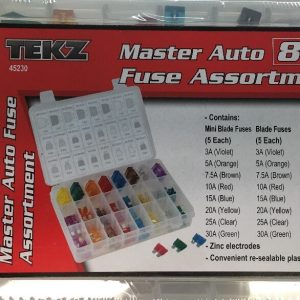 TEKZ
45230
Master Auto 8
Fuse Assortm
Master Auto Fuse
Assortment
- Contains:
Mini Blade Fuses Blade Fuses
(5 Each) (5 Each)
3A (Violet) 3A (Violet)
5A (Orange) 5A (Orange)
7.5A (Brown) 7.5A (Brown)
10A (Red) 10A (Red)
15A (Blue) 15A (Blue)
20A (Yellow) 20A (Yellow)
25A (Clear) 25A (Clear)
30A (Green) 30A (Green)
- Zinc electrodes
- Convenient re-sealable plas